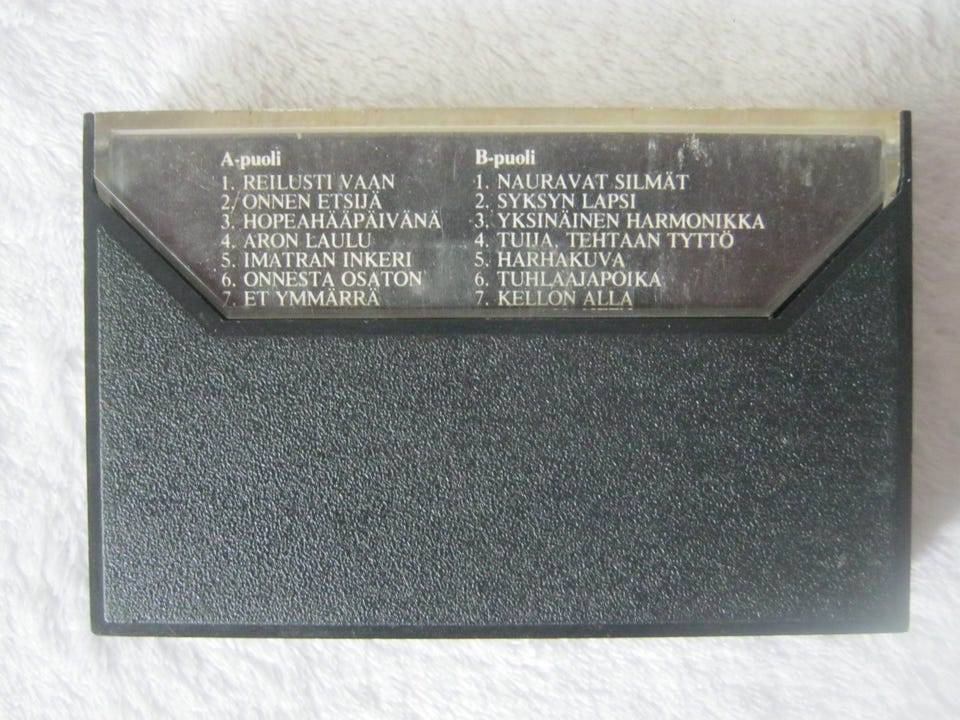 A-puoli
1. REILUSTI VAAN
2. ONNEN ETSIJÄ
3. HOPEAHÄÄPÄIVÄNÄ
4. ARON LAULU
5. IMATRAN INKERI
6. ONNESTA OSATON
7. ET YMMÄRRÄ
B-puoli
1. NAURAVAT SILMÄT
2. SYKSYN LAPSI
3. YKSINÄINEN HARMONIKKA
4. TUIJA, TEHTAAN TYTTÖ
5. HARHAKUVA
6. TUHLAAJAPOIKA
7. KELLON ALLA